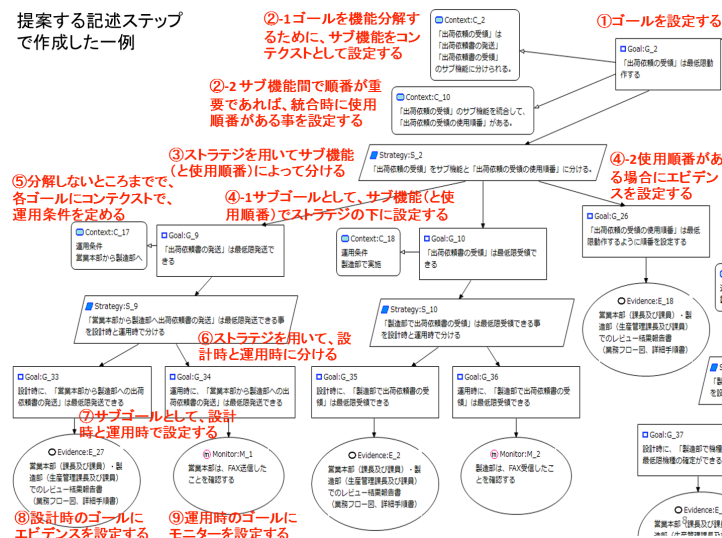 提案する記述ステップ
で作成した一例
②-1ゴールを機能分解す
るために、サブ機能をコン
テクストとして設定する
Context:C_2
「出荷依頼の受領」は
「出荷依頼書の発送」
「出荷依頼書の受領」
のサブ機能に分けられる。
①ゴールを設定する
Goal:G_2
「出荷依頼の受領」は最低限動
作する
②-2 サブ機能間で順番が重
要であれば、統合時に使用
順番がある事を設定する
Context:C_10
「出荷依頼の受領」のサブ機能を統合して、
「出荷依頼の受領の使用順番」がある。
③ストラテジを用いてサブ機能
(と使用順番)によって分ける
Strategy:S_2
「出荷依頼の受領」をサブ機能と「出荷依頼の受領の使用順番」に分ける。
④-2使用順番があ
る場合にエビデン
スを設定する
⑤分解しないところまでで、
各ゴールにコンテクストで、
運用条件を定める
④-1サブゴールとして、サブ機能(と使
用順番)でストラテジの下に設定する
Context:C_17
運用条件
営業本部から製造部へ
Goal:G_9
「出荷依頼書の発送」は最低限発送で
きる
Context:C_18
運用条件
製造部で実施
Goal:G_10
「出荷依頼書の受領」は最低限受領で
きる
Goal:G_26
「出荷依頼の受領の使用順番」は最低
限動作するように順番を設定する
Evidence:E_18
営業本部(課長及び課員)・製
造部(生産管理課長及び課員)
でのレビュー結果報告書
(業務フロー図、詳細手順書)
Strategy:S_9
「営業本部から製造部へ出荷依頼書の発送」は最低限発送できる事
を設計時と運用時で分ける
Strategy:S_10
「製造部で出荷依頼書の受領」は最低限受領できる事
を設計時と運用時で分ける
⑥ストラテジを用いて、設
計時と運用時に分ける
Goal:G_33
設計時に、「営業本部から製造部への出荷
依頼書の発送」は最低限発送できる
Goal:G_34
運用時に、「営業本部から製造部への出
荷依頼書の発送」は最低限発送できる
Goal:G_35
設計時に、「製造部で出荷依頼書の受
領」は最低限受領できる
Goal:G_36
運用時に、「製造部で出荷依頼書の受
領」は最低限受領できる
⑦サブゴールとして、設計
時と運用時で設定する
Goal:G_37
設計時に、「製造部で機種
最低限機種の確定ができる
Evidence:E_27
営業本部(課長及び課員)・製
造部(生産管理課長及び課員)
でのレビュー結果報告書
(業務フロー図、詳細手順書)
Monitor:M_1
営業本部は、FAX送信した
ことを確認する
Evidence:E_2
営業本部(課長及び課員)・製
造部(生産管理課長及び課員)
でのレビュー結果報告書
(業務フロー図、詳細手順書)
Monitor:M_2
製造部は、FAX受信したこ
とを確認する
⑧設計時のゴールに
エビデンスを設定する
⑨運用時のゴールに
モニターを設定する